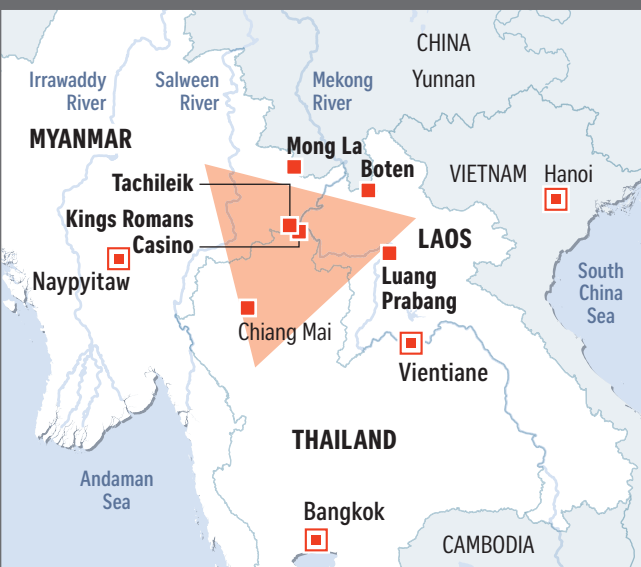 CHINA
Yunnan
Irrawaddy
River
Salween
River
Mekong
River
MYANMAR
Mong La
Boten
VIETNAM
Hanoi
Tachileik
Kings Romans
Casino
LAOS
Naypyitaw
Luang
Prabang
South
China
Sea
Chiang Mai
Vientiane
THAILAND
Andaman
Sea
Bangkok
CAMBODIA